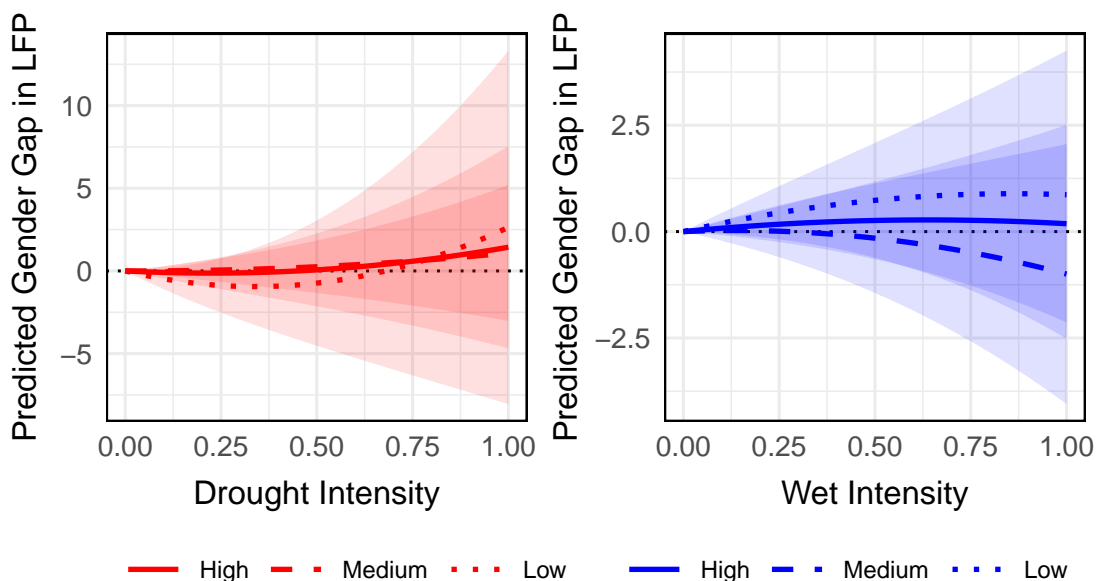 Predicted Gender Gap in LFP
10
5
0
−5
0.00 0.25 0.50 0.75 1.00
Drought Intensity
High Medium Low
Predicted Gender Gap in LFP
2.5
0.0
−2.5
0.00 0.25 0.50 0.75 1.00
Wet Intensity
High Medium Low